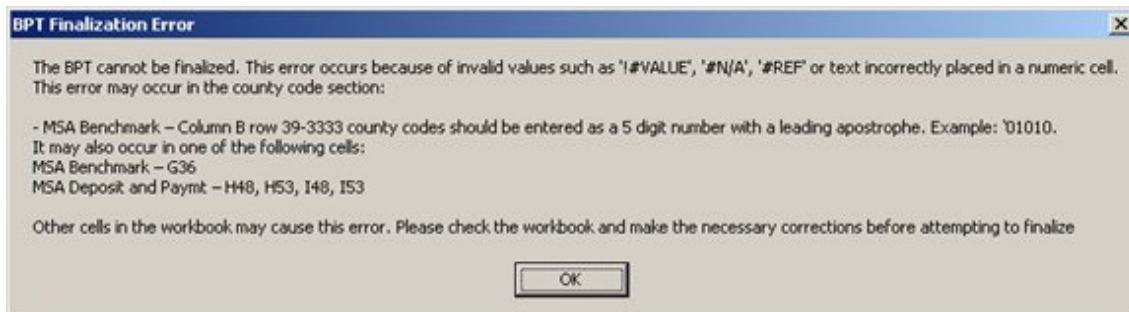 BPT Finalization Error
The BPT cannot be finalized. This error occurs because of invalid values such as '!#VALUE', '#N/A', '#REF' or text incorrectly placed in a numeric cell.
This error may occur in the county code section:
- MSA Benchmark – Column B row 39-3333 county codes should be entered as a 5 digit number with a leading apostrophe. Example: '01010.
It may also occur in one of the following cells:
MSA Benchmark – G36
MSA Deposit and Paymt – H48, H53, I48, I53
Other cells in the workbook may cause this error. Please check the workbook and make the necessary corrections before attempting to finalize
OK